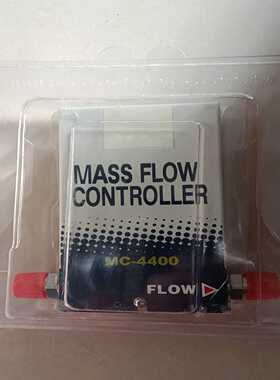 MASS FLOW
CONTROLLER
MC-4400
FLOW